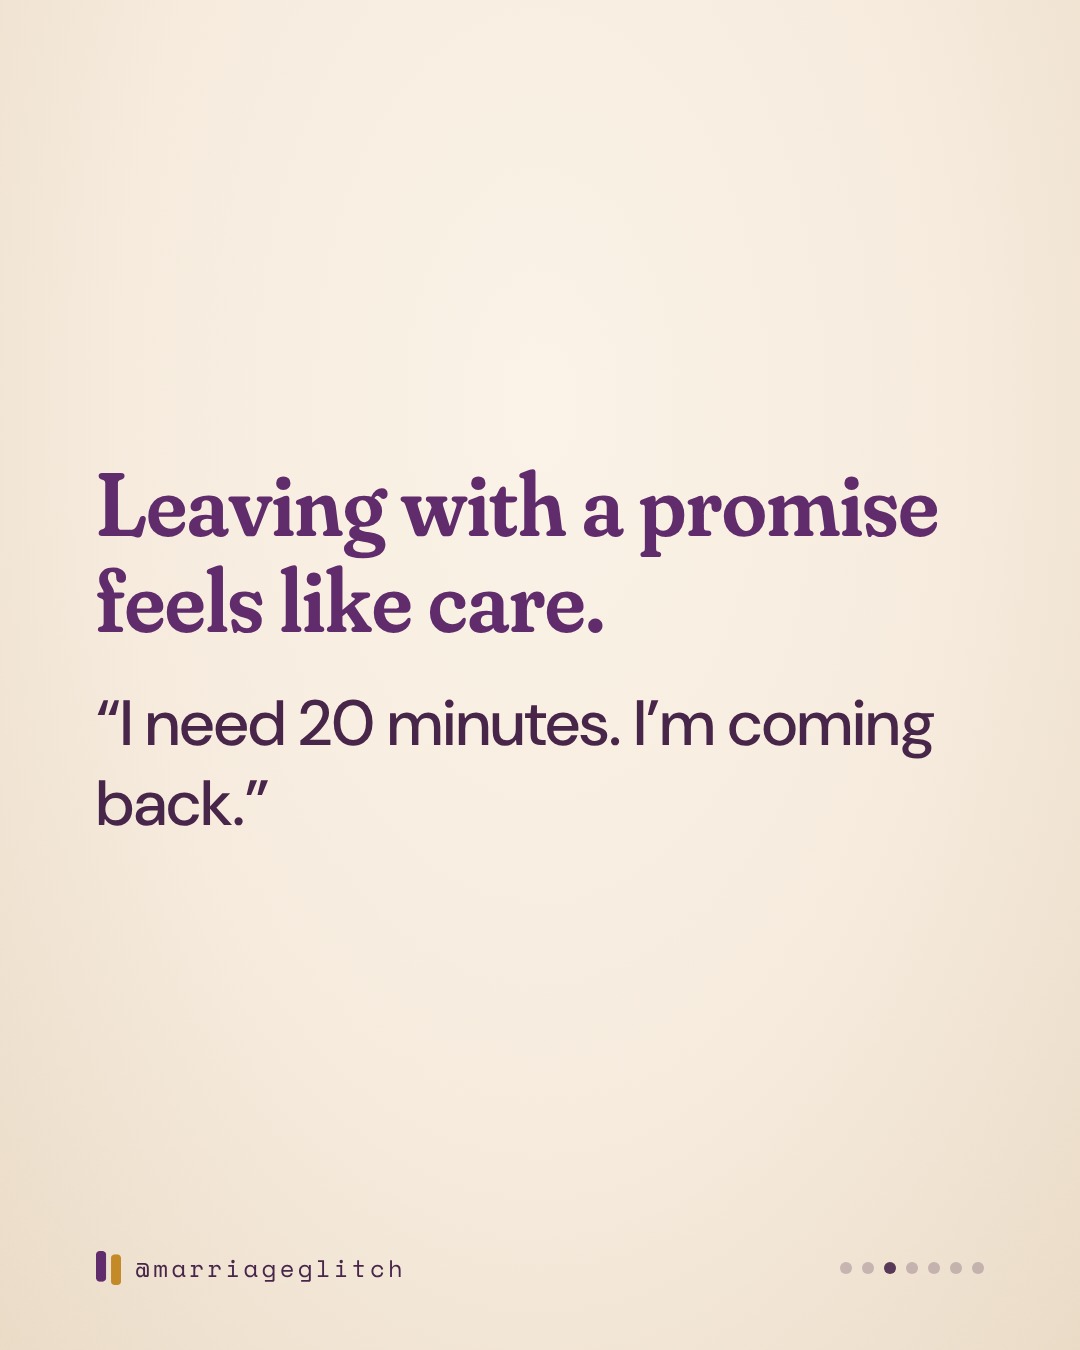 Leaving with a promise
feels like care.
“I need 20 minutes. I’m coming
back.”
@marriageglitch